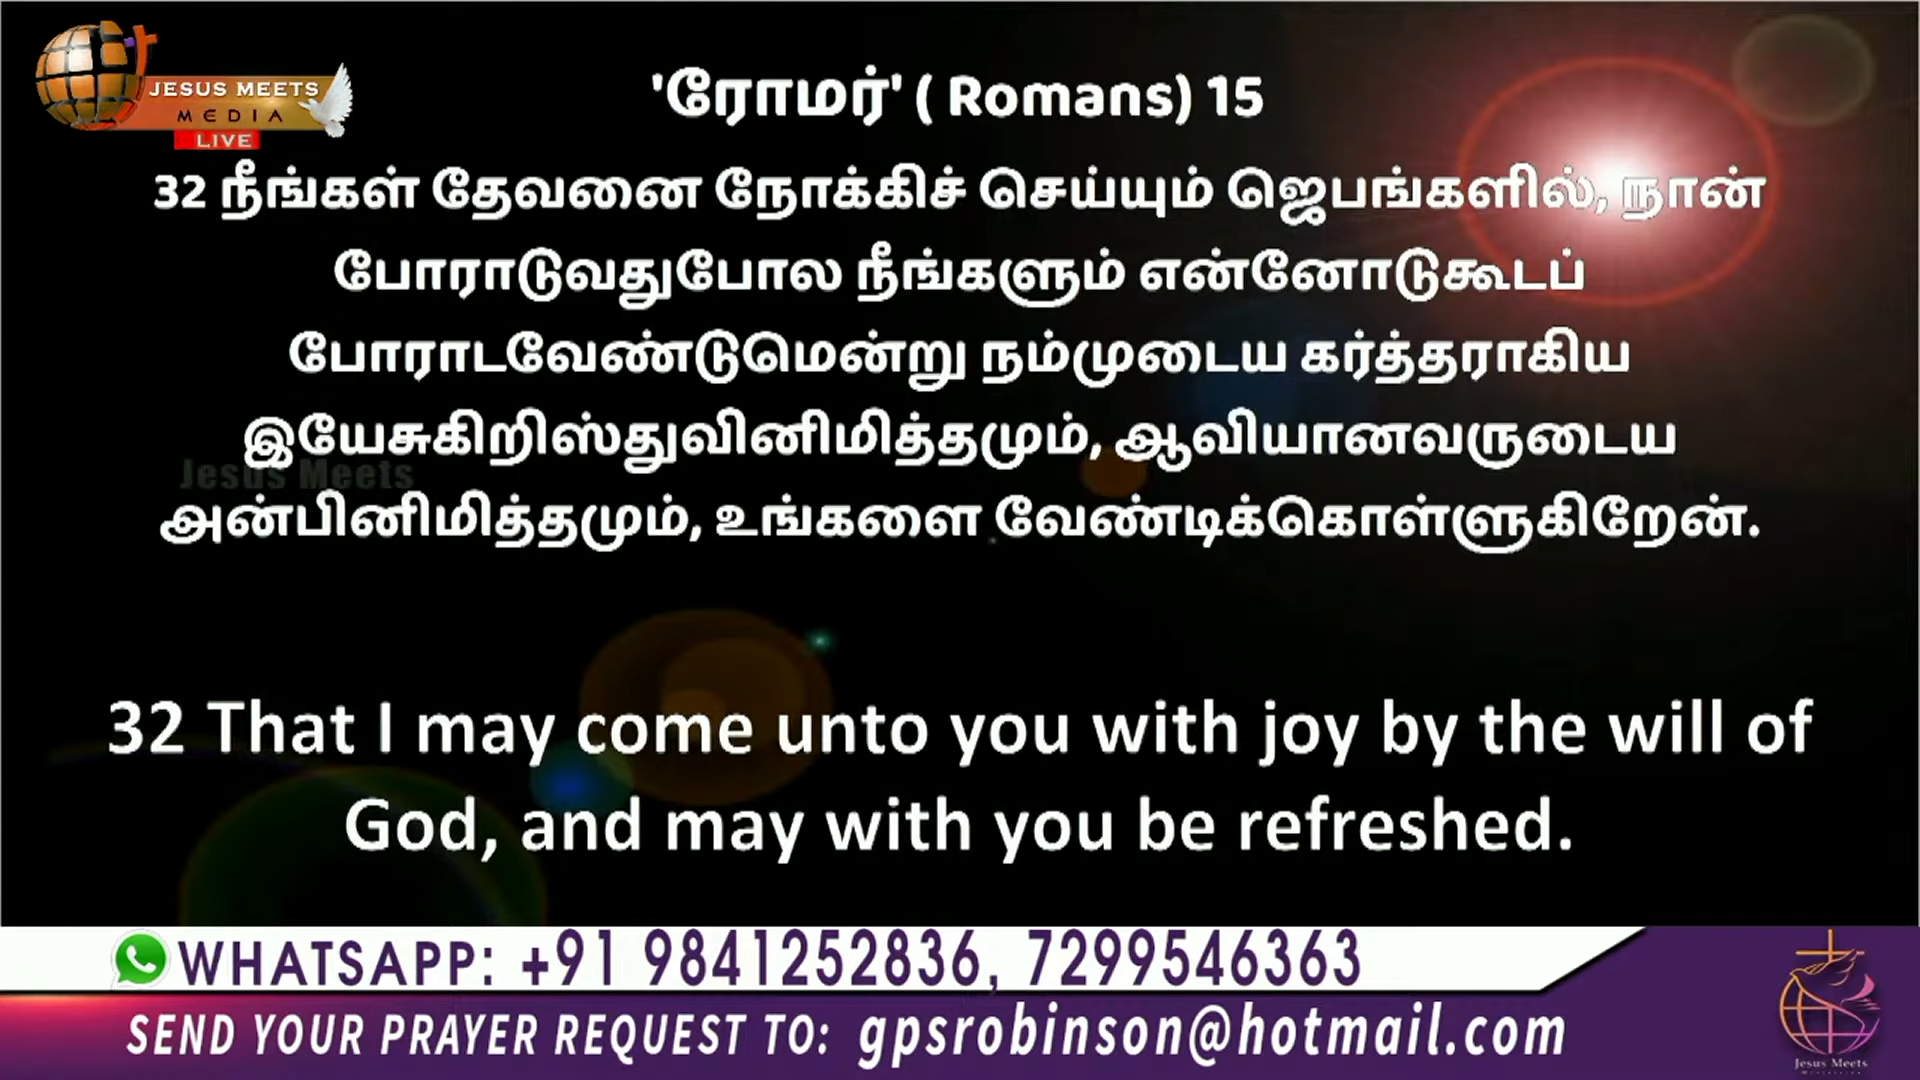 JESUS MEETS
MEDIA
LIVE
'ரோமர்' ( Romans) 15
32 நீங்கள் தேவனை நோக்கிச் செய்யும் ஜெபங்களில், நான்
போராடுவதுபோல நீங்களும் என்னோடுகூடப்
போராடவேண்டுமென்று நம்முடைய கர்த்தராகிய
இயேசுகிறிஸ்துவினிமித்தமும், ஆவியானவருடைய
Jesus Meets
அன்பினிமித்தமும், உங்களை வேண்டிக்கொள்ளுகிறேன்.
32 That I may come unto you with joy by the will of
God, and may with you be refreshed.
WHATSAPP: +91 9841252836, 7299546363
SEND YOUR PRAYER REQUEST TO: gpsrobinson@hotmail.com
Jesus Meets